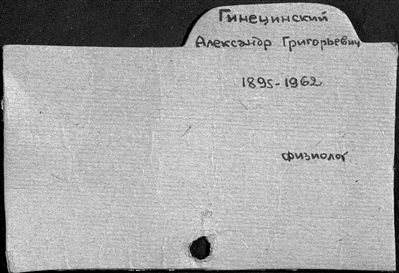 Гинецинский
Александр Григорьевич
1895-1962
физиолог